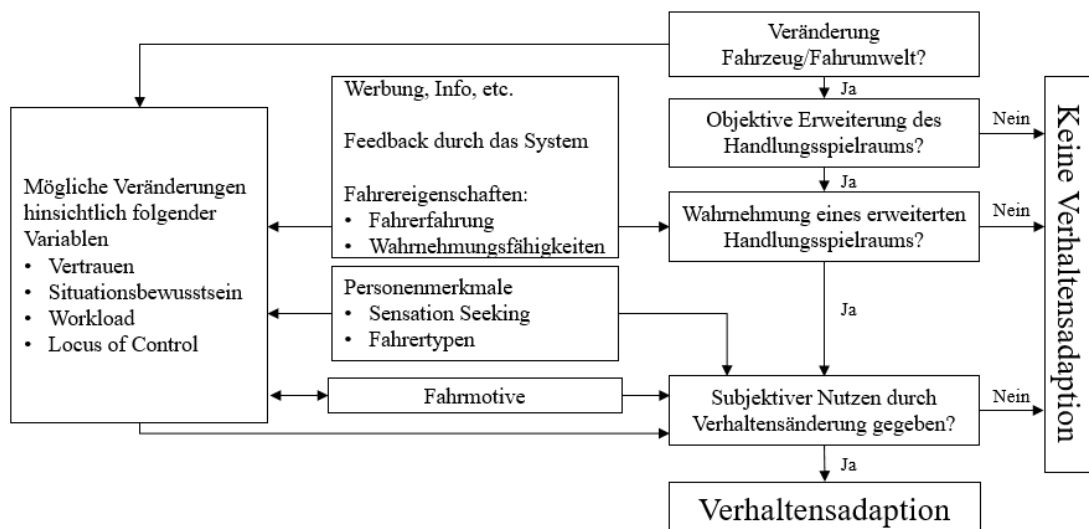 Veränderung
Fahrzeug/Fahrumwelt?
Ja
Werbung, Info, etc.
Feedback durch das System
Fahrereigenschaften:
• Fahrerfahrung
• Wahrnehmungsfähigkeiten
Objektive Erweiterung des
Handlungsspielraums?
Nein
Ja
Mögliche Veränderungen
hinsichtlich folgender
Variablen
• Vertrauen
• Situationsbewusstsein
• Workload
• Locus of Control
Wahrnehmung eines erweiterten
Handlungsspielraums?
Nein
Ja
Personenmerkmale
• Sensation Seeking
• Fahrertypen
Fahrmotive
Subjektiver Nutzen durch
Verhaltensänderung gegeben?
Nein
Ja
Verhaltensadaption
Keine Verhaltensadaption